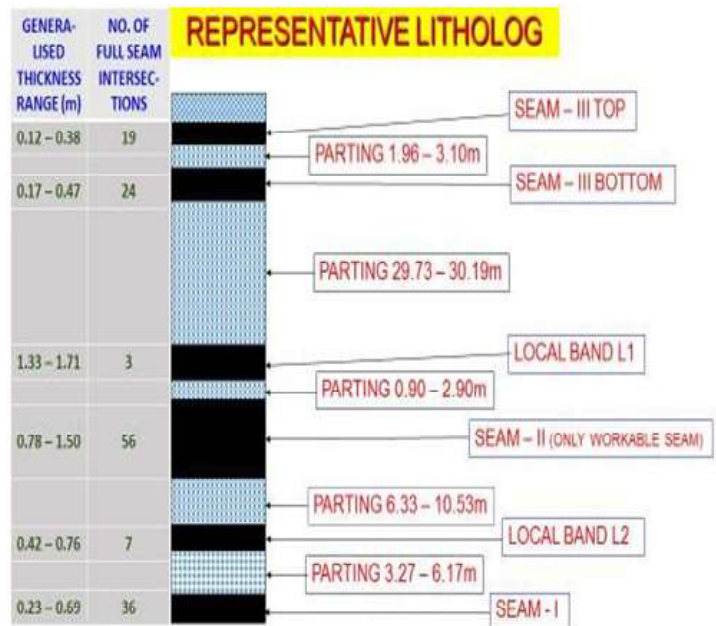 GENERA-
LISED
THICKNESS
RANGE (m)
NO. OF
FULL SEAM
INTERSEC-
TIONS
REPRESENTATIVE LITHOLOG
0.12 – 0.38 19 SEAM – III TOP
PARTING 1.96 – 3.10m
0.17 – 0.47 24 SEAM – III BOTTOM
PARTING 29.73 – 30.19m
1.33 – 1.71 3 LOCAL BAND L1
PARTING 0.90 – 2.90m
0.78 – 1.50 56 SEAM – II (ONLY WORKABLE SEAM)
PARTING 6.33 – 10.53m
0.42 – 0.76 7 LOCAL BAND L2
PARTING 3.27 – 6.17m
0.23 – 0.69 36 SEAM - I